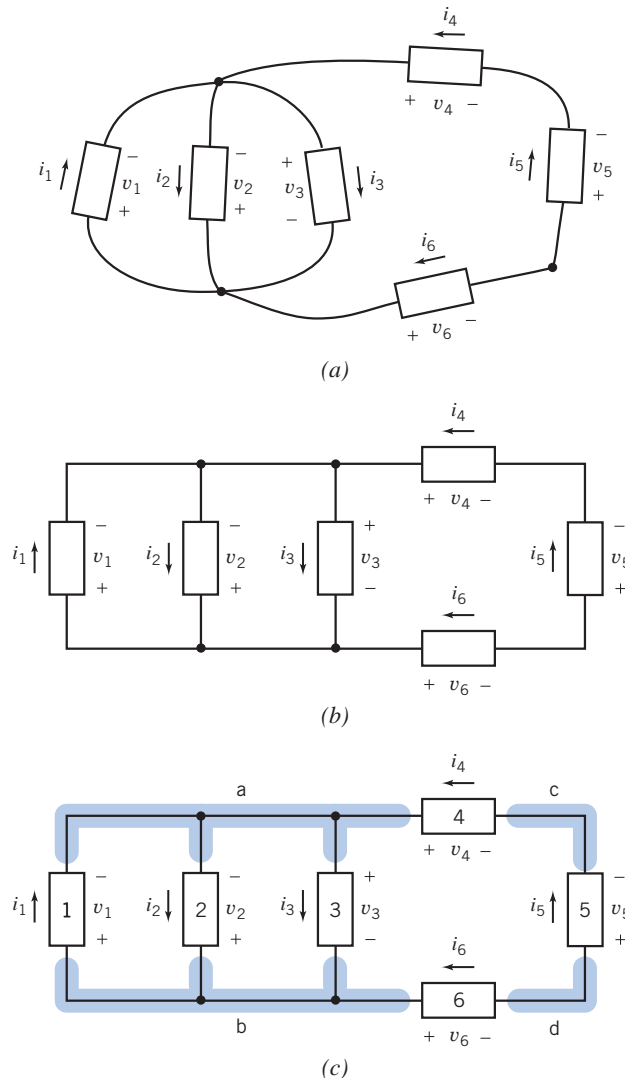 i4
+ v4 −
i1 − v1 + i2 − v2 + + v3 − i3 i5 − v5 +
i6
+ v6 −
(a)
i4
+ v4 −
i1 − v1 + i2 − v2 + i3 + v3 − i5 − v5 +
i6
+ v6 −
(b)
i4
a 4 c
+ v4 −
i1 1 − v1 + i2 2 − v2 + i3 3 + v3 − i5 5 − v5 +
i6
b 6 d
+ v6 −
(c)